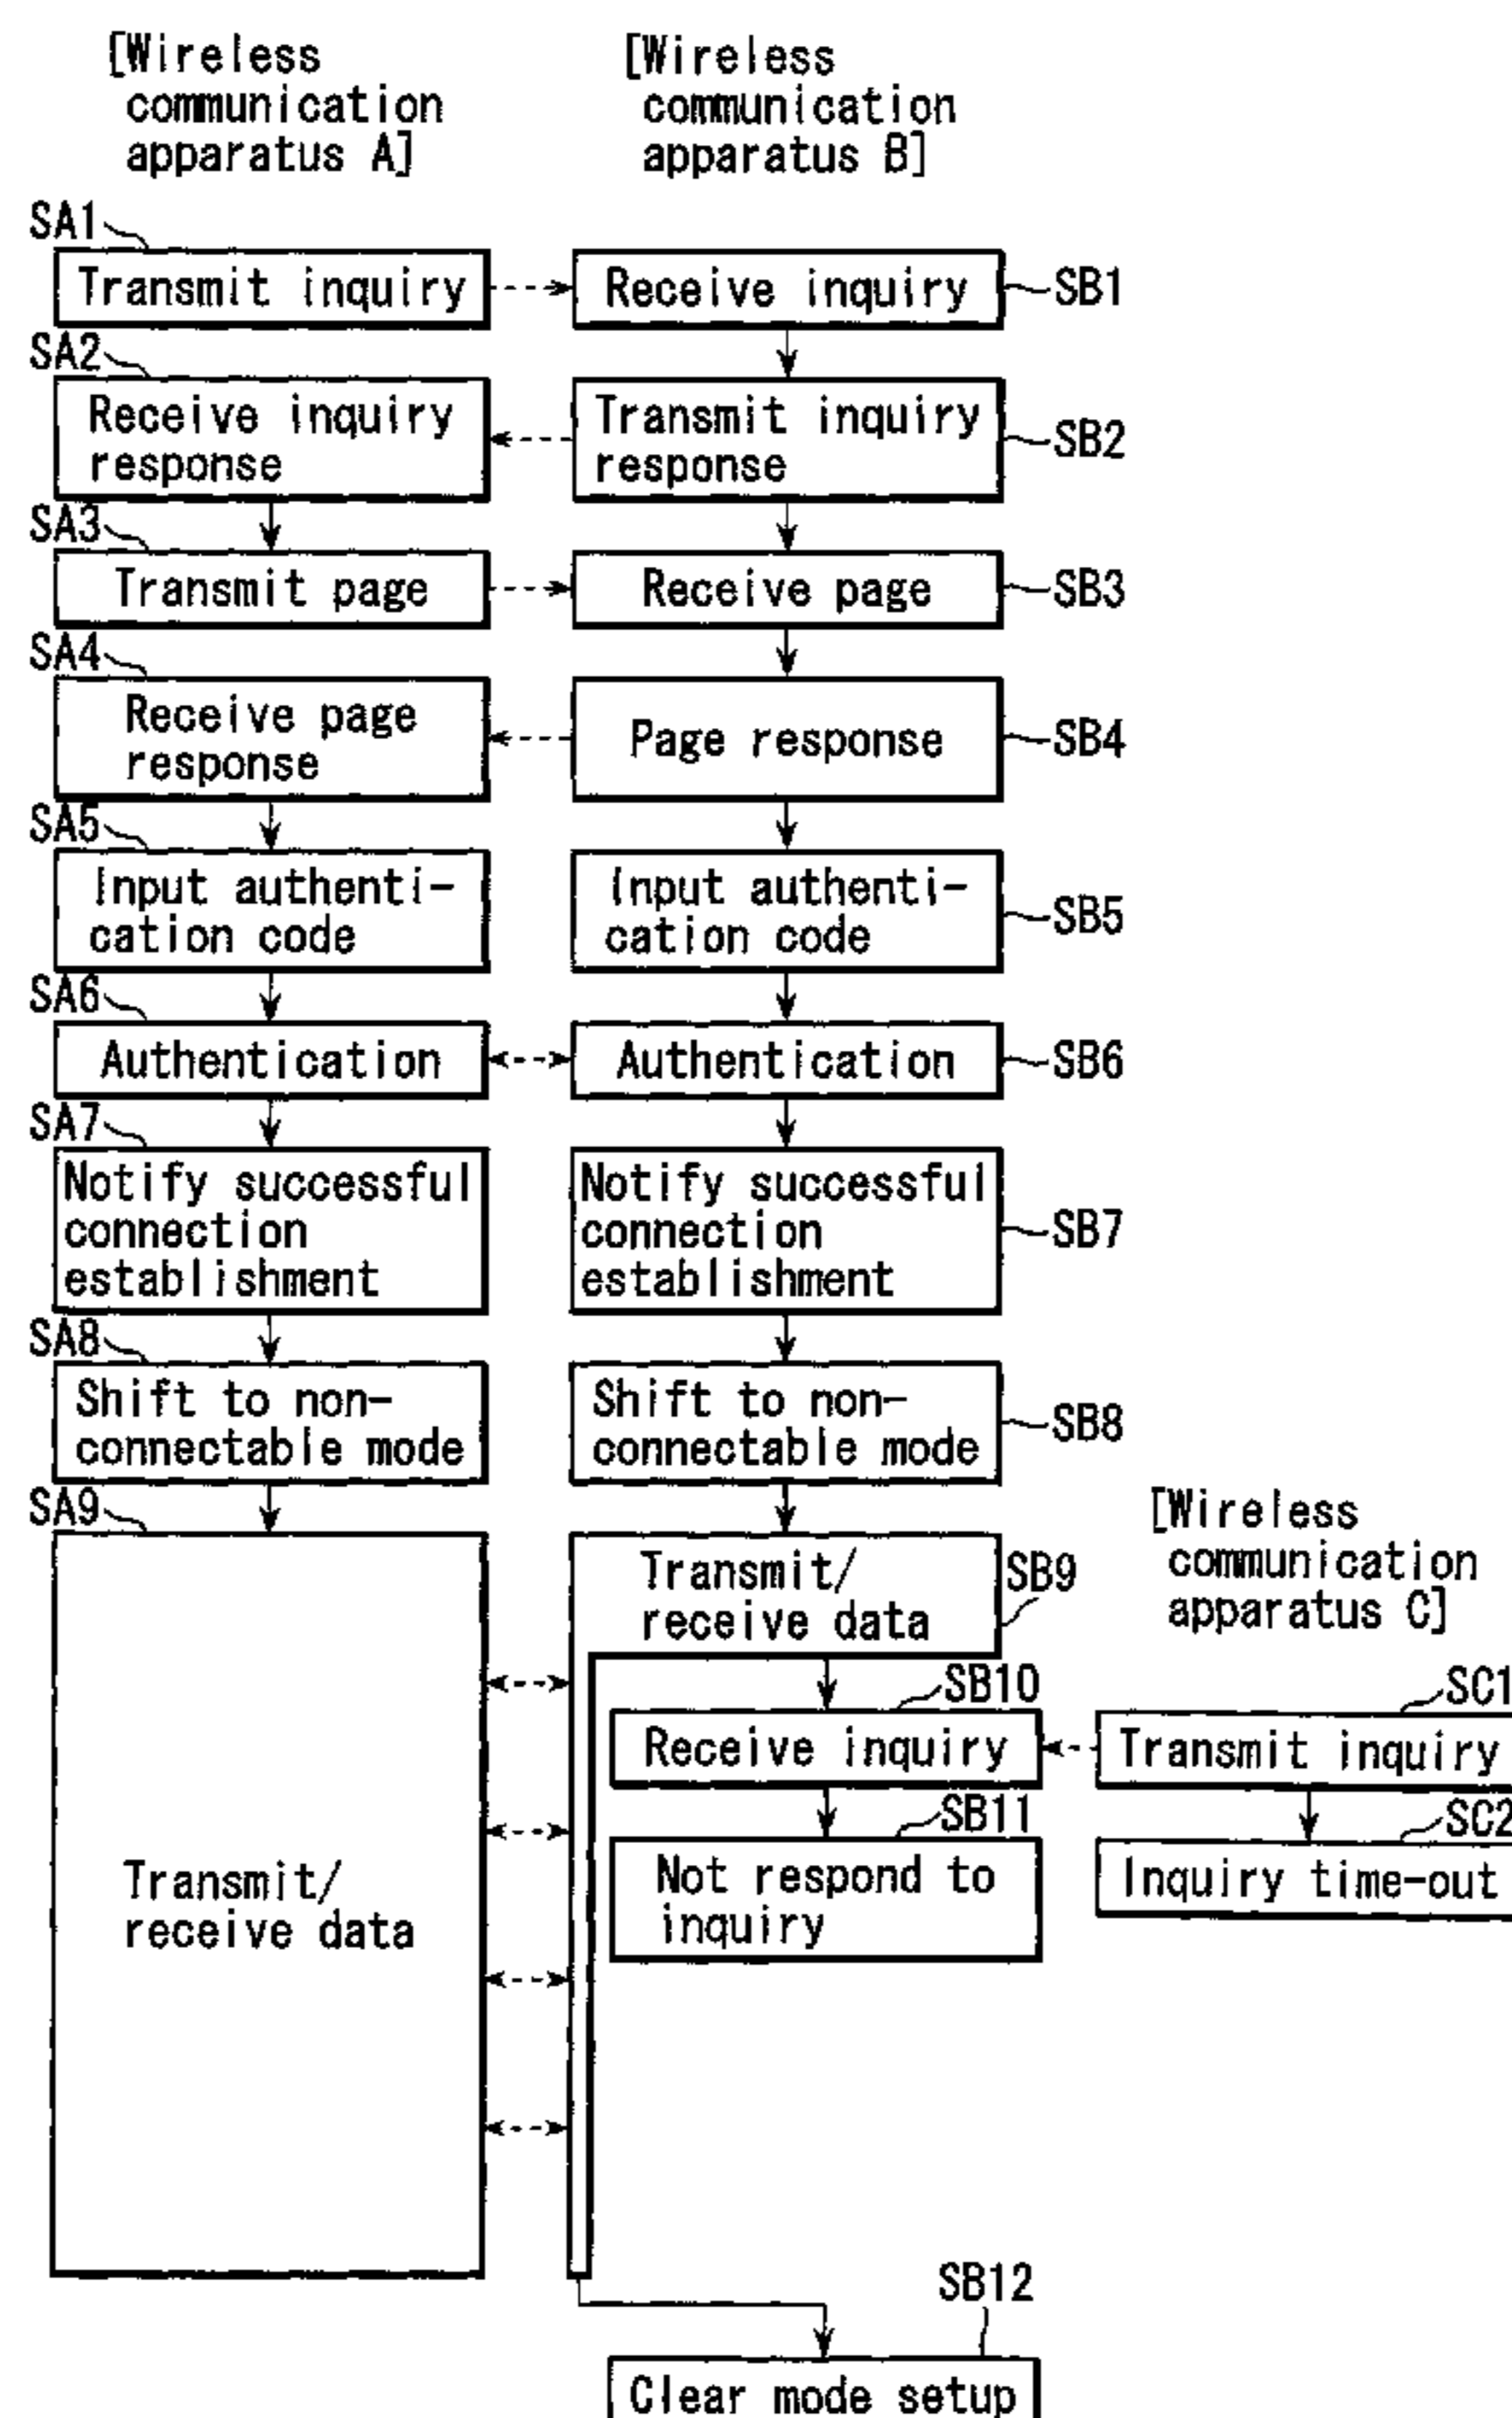 [Wireless
communication
apparatus A]
[Wireless
communication
apparatus B]
SA1
Transmit inquiry
Receive inquiry
SB1
SA2
Receive inquiry
response
Transmit inquiry
response
SB2
SA3
Transmit page
Receive page
SB3
SA4
Receive page
response
Page response
SB4
SA5
Input authenti-
cation code
Input authenti-
cation code
SB5
SA6
Authentication
Authentication
SB6
SA7
Notify successful
connection
establishment
Notify successful
connection
establishment
SB7
SA8
Shift to non-
connectable mode
Shift to non-
connectable mode
SB8
SA9
Transmit/
receive data
Transmit/
receive data
SB9
[Wireless
communication
apparatus C]
SB10
Receive inquiry
SC1
Transmit inquiry
SB11
Not respond to
inquiry
SC2
Inquiry time-out
SB12
Clear mode setup